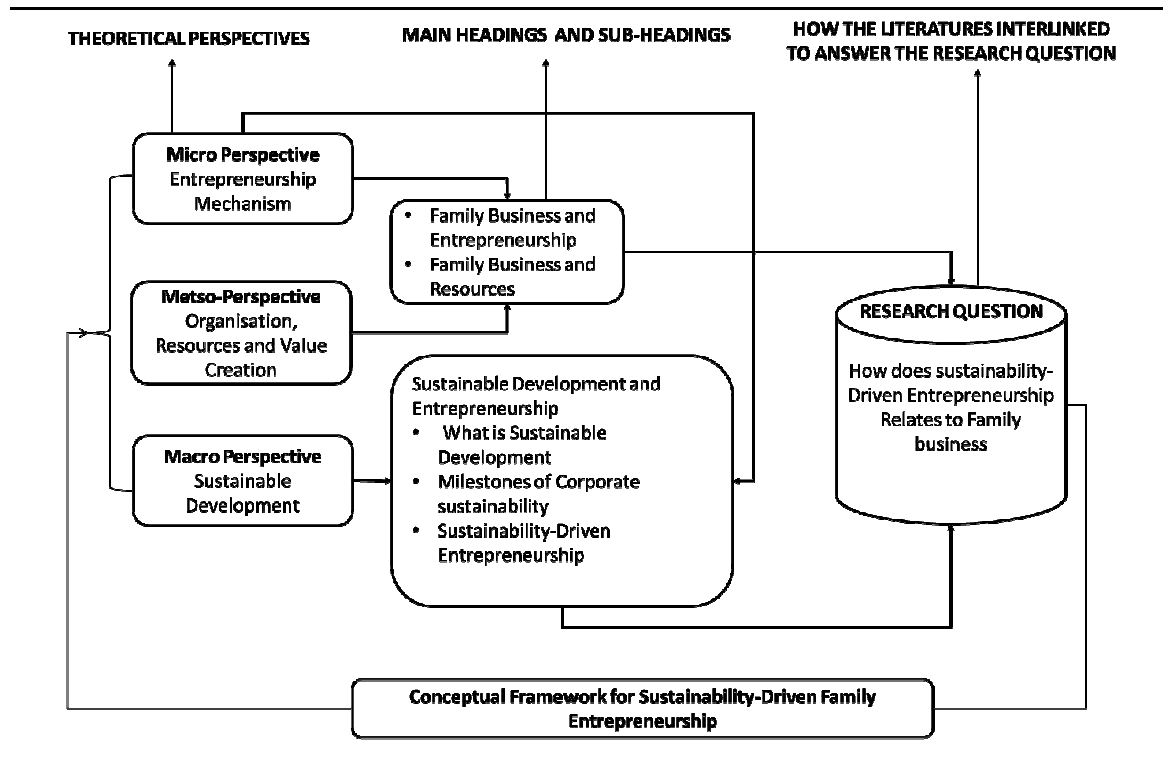 THEORETICAL PERSPECTIVES
MAIN HEADINGS AND SUB-HEADINGS
HOW THE LITERATURES INTERLINKED
TO ANSWER THE RESEARCH QUESTION
Micro Perspective
Entrepreneurship
Mechanism
• Family Business and
Entrepreneurship
• Family Business and
Resources
Metso-Perspective
Organisation,
Resources and Value
Creation
RESEARCH QUESTION
How does sustainability-
Driven Entrepreneurship
Relates to Family
business
Macro Perspective
Sustainable
Development
Sustainable Development and
Entrepreneurship
• What is Sustainable
Development
• Milestones of Corporate
sustainability
• Sustainability-Driven
Entrepreneurship
Conceptual Framework for Sustainability-Driven Family
Entrepreneurship